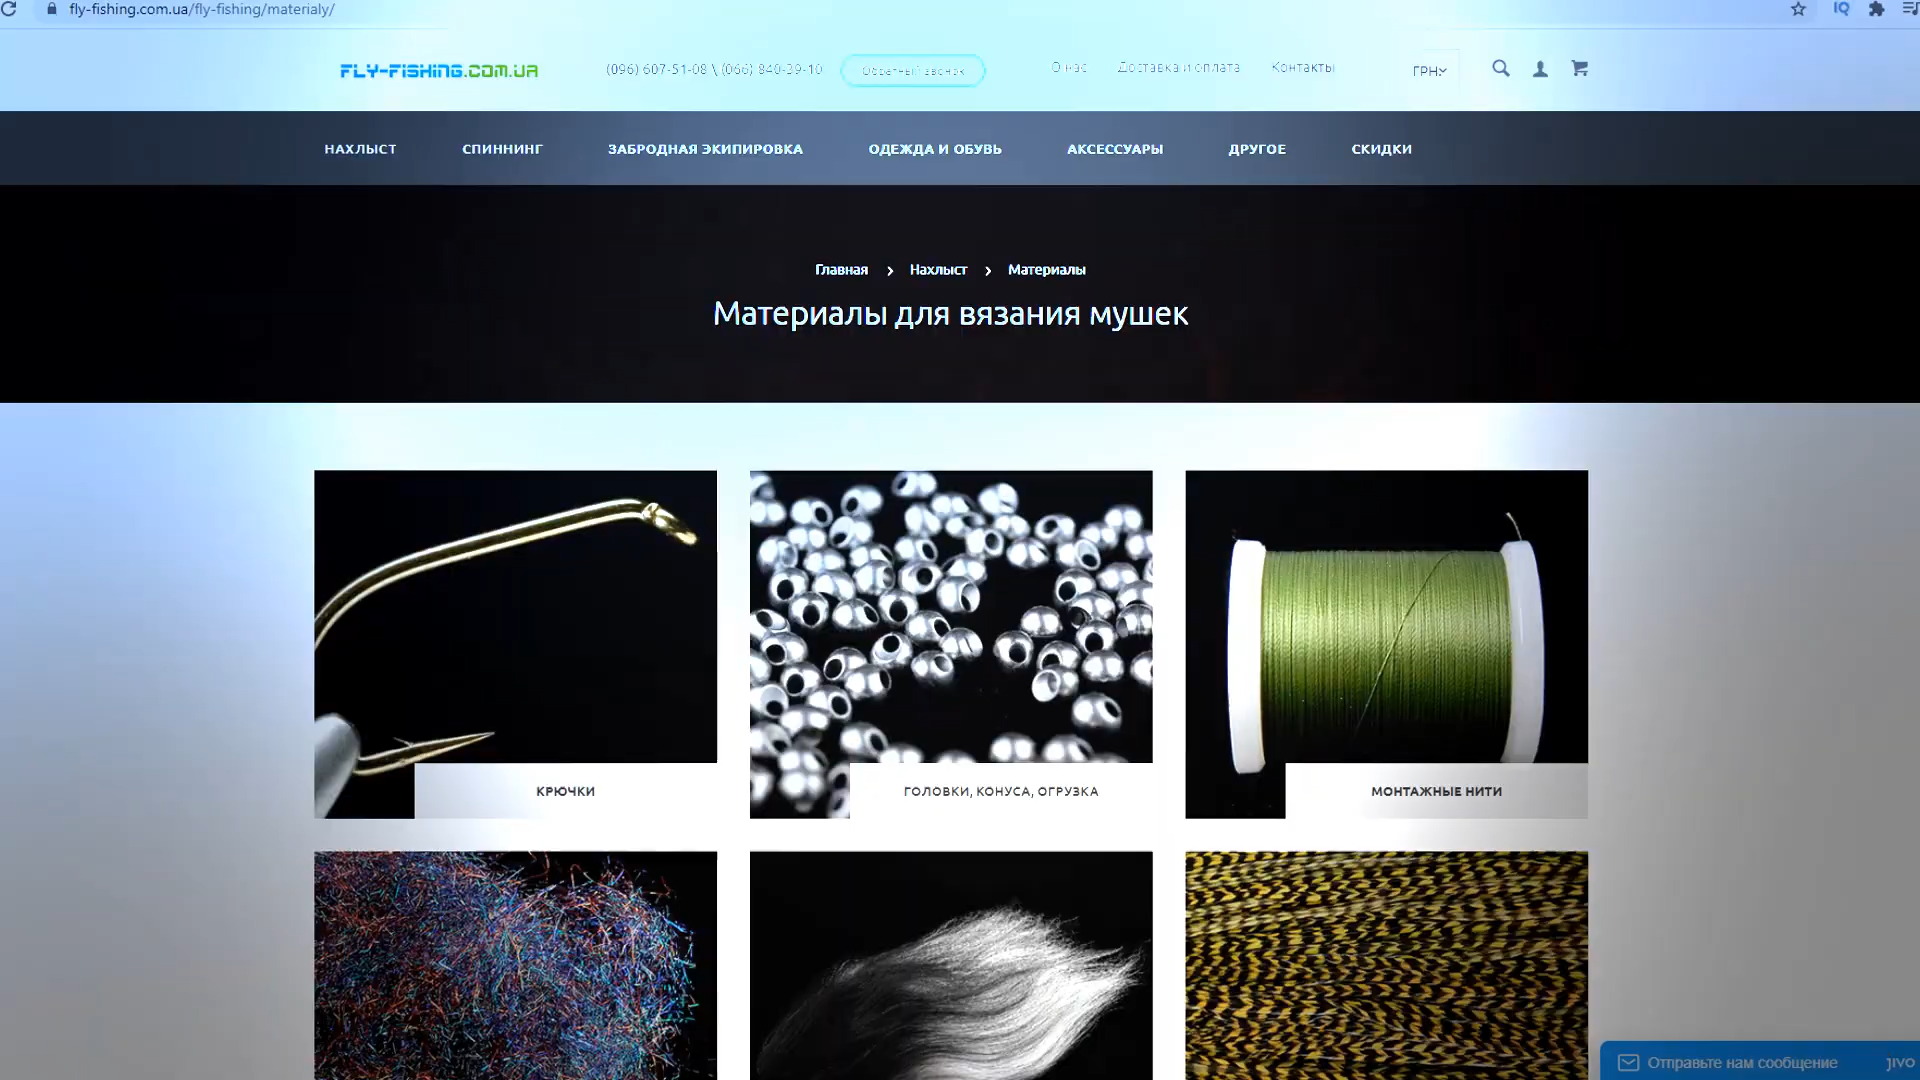 fly-fishing.com.ua/fly-fishing/materialy/
IQ
FLY-FISHING.COM.UA
(096) 607-51-08 \ (066) 840-39-10
Обратный звонок
О нас
Доставка и оплата
Контакты
ГРН
НАХЛЫСТ
СПИННИНГ
ЗАБРОДНАЯ ЭКИПИРОВКА
ОДЕЖДА И ОБУВЬ
АКСЕССУАРЫ
ДРУГОЕ
СКИДКИ
Главная › Нахлыст › Материалы
Материалы для вязания мушек
КРЮЧКИ
ГОЛОВКИ, КОНУСА, ОГРУЗКА
МОНТАЖНЫЕ НИТИ
Отправьте нам сообщение
jivo